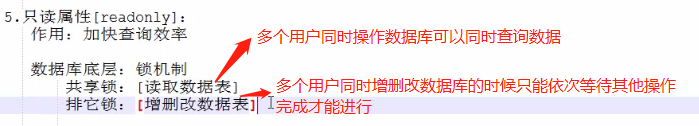 5.只读属性[readonly]:
作用: 加快查询效率
多个用户同时操作数据库可以同时查询数据
数据库底层: 锁机制
共享锁: [读取数据表]
排它锁: [增删改数据表]
多个用户同时增删改数据库的时候只能依次等待其他操作
完成才能进行